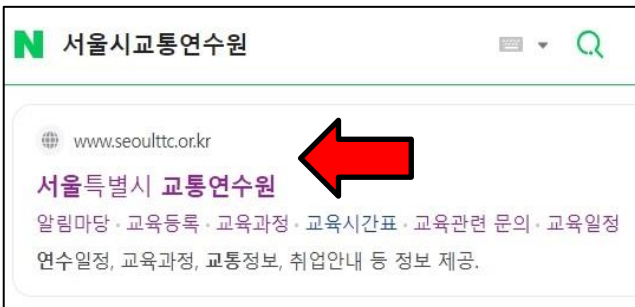 N 서울시교통연수원
www.seoulttc.or.kr
서울특별시 교통연수원
알림마당 · 교육등록 · 교육과정 · 교육시간표 · 교육관련 문의 · 교육일정
연수일정, 교육과정, 교통정보, 취업안내 등 정보 제공.